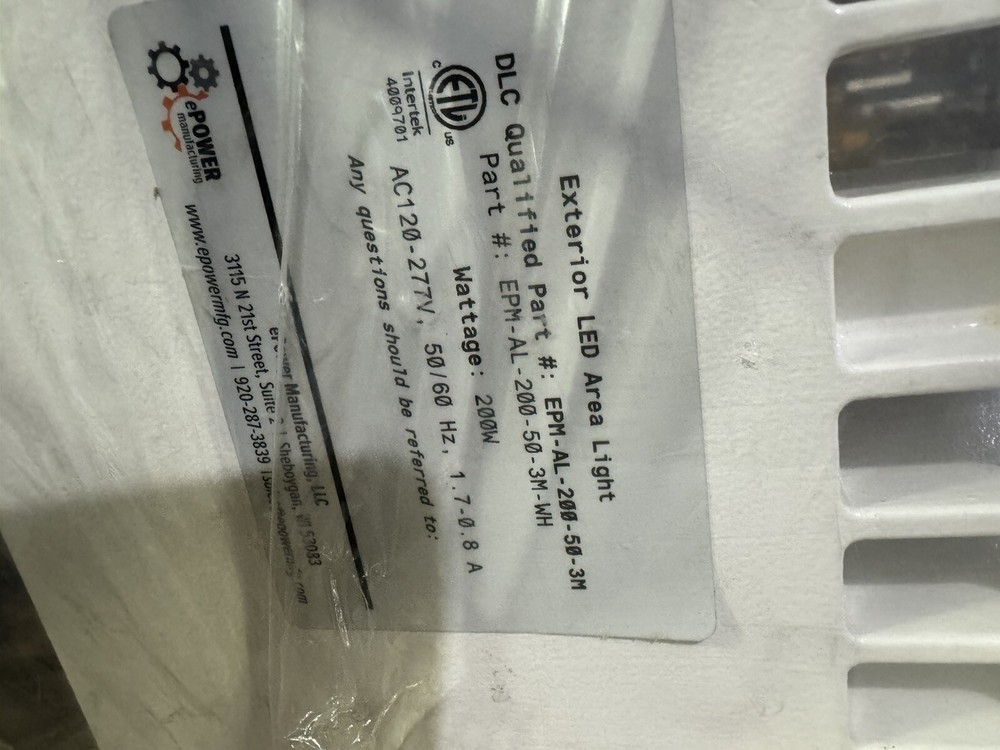 Exterior LED Area Light
DLC Qualified Part #: EPM-AL-200-50-3M
Part #: EPM-AL-200-50-3M-WH
Wattage: 200W
AC120-277V, 50/60 Hz, 1.7-0.8 A
Any questions should be referred to:
c ETL us
Intertek
4009701
ePOWER
manufacturing
Manufacturing, LLC
3115 N 21st Street, Suite Sheboygan, WI 53083
www.epowermfg.com | 920-287-3839 |